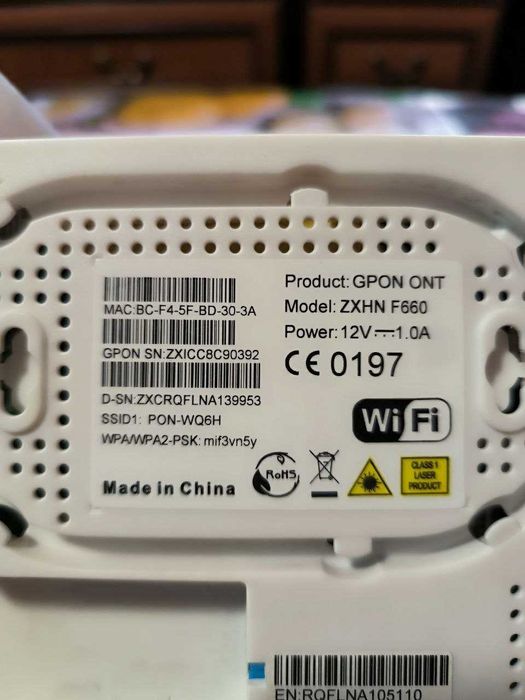 MAC:BC-F4-5F-BD-30-3A
GPON SN:ZXICC8C90392
D-SN:ZXCRQFLNA139953
SSID1: PON-WQ6H
WPA/WPA2-PSK: mif3vn5y
Made in China
Product: GPON ONT
Model: ZXHN F660
Power: 12V⎓1.0A
CE 0197
WiFi
RoHS
CLASS 1
LASER
PRODUCT
EN:RQFLNA105110